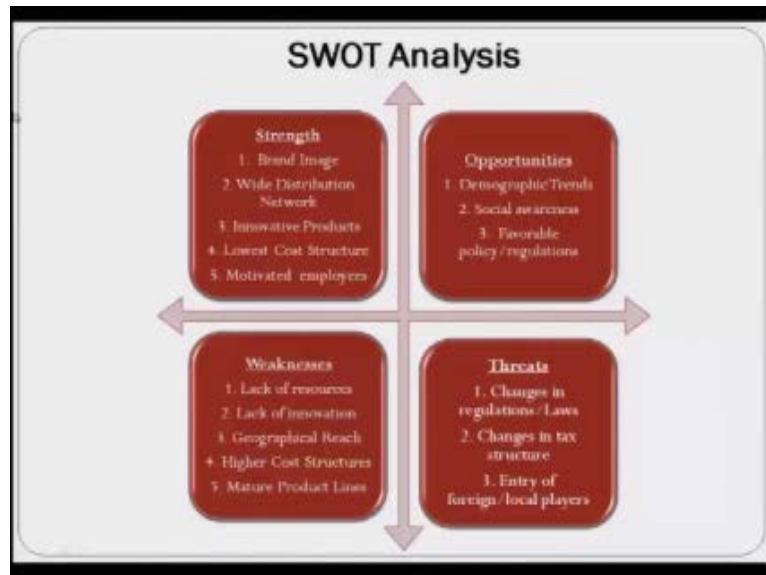 SWOT Analysis
Strength
1. Brand Image
2. Wide Distribution
Network
3. Innovative Products
4. Lowest Cost Structure
5. Motivated employees
Opportunities
1. Demographic Trends
2. Social awareness
3. Favorable
policy/regulations
Weaknesses
1. Lack of resources
2. Lack of innovation
3. Geographical Reach
4. Higher Cost Structures
5. Mature Product Lines
Threats
1. Changes in
regulations/Laws
2. Changes in tax
structure
3. Entry of
foreign/local players